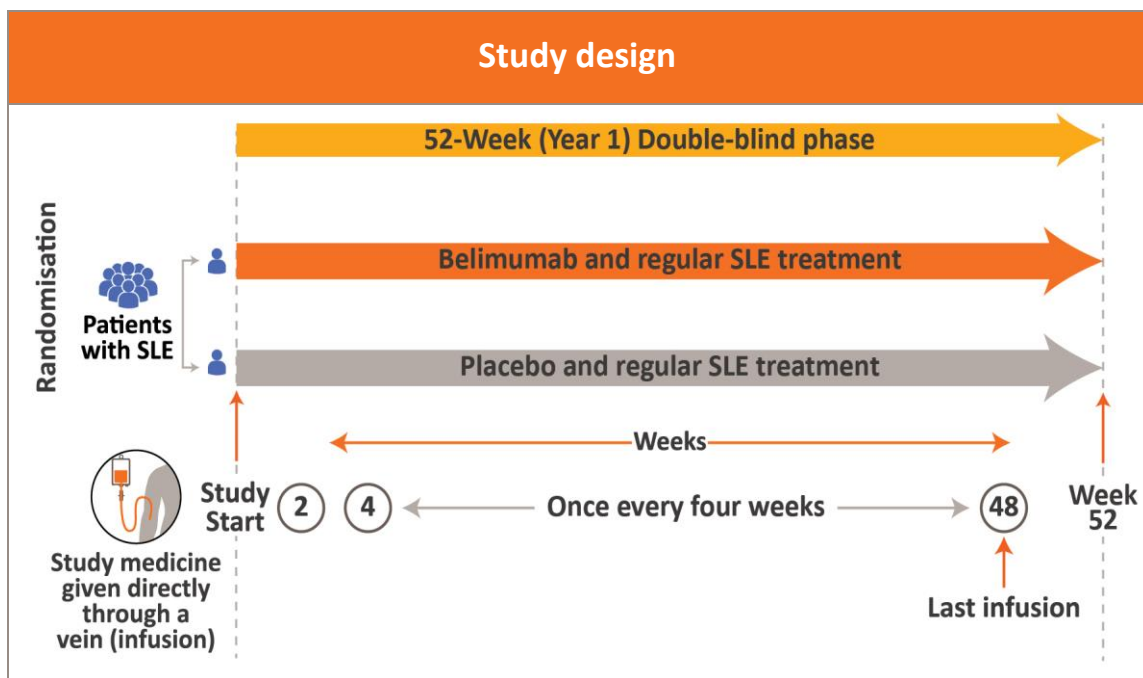 Study design
52-Week (Year 1) Double-blind phase
Randomisation
Patients
with SLE
Belimumab and regular SLE treatment
Placebo and regular SLE treatment
Weeks
Study
Start
2
4
Once every four weeks
48
Week
52
Study medicine
given directly
through a
vein (infusion)
Last infusion